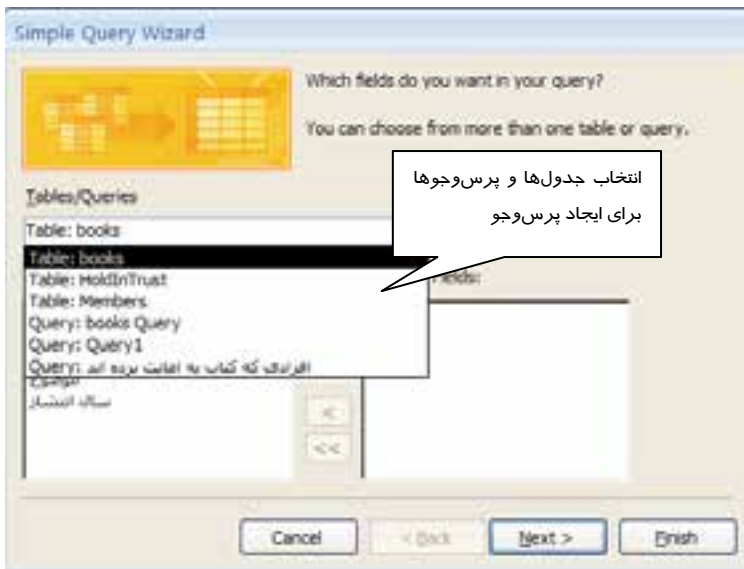 Simple Query Wizard
Which fields do you want in your query?
You can choose from more than one table or query.
انتخاب جدول‌ها و پرس‌وجوها
برای ایجاد پرس‌وجو
Tables/Queries
Table: books
Table: books
Table: HoldInTrust
Table: Members
Query: books Query
Query: Query1
Query: افرادی که کتاب به امانت برده اند
موضوع
سال انتشار
Fields:
<
<<
Cancel
< Back
Next >
Finish